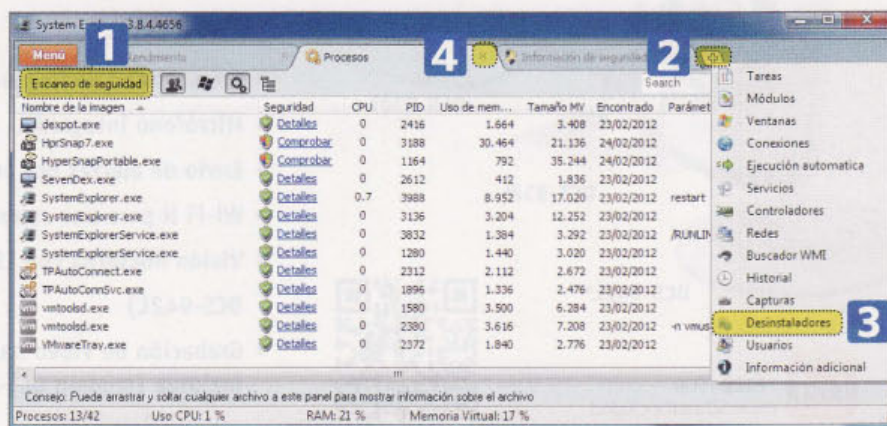 System E 3.8.4.4656
1
4
2
Menú endimiento Procesos Información de seguridad
Escaneo de seguridad Search
Nombre de la imagen Seguridad CPU PID Uso de mem... Tamaño MV Encontrado Parámet
dexpot.exe Detalles 0 2416 1.664 3.408 23/02/2012
HprSnap7.exe Comprobar 0 3188 30.464 21.136 24/02/2012
HyperSnapPortable.exe Comprobar 0 1164 792 35.244 24/02/2012
SevenDex.exe Detalles 0 2612 412 1.836 23/02/2012
SystemExplorer.exe Detalles 0.7 3988 8.952 17.020 23/02/2012 restart
SystemExplorer.exe Detalles 0 3136 3.204 12.252 23/02/2012
SystemExplorerService.exe Detalles 0 3832 1.384 3.292 23/02/2012 /RUNLIN
SystemExplorerService.exe Detalles 0 1280 1.440 3.020 23/02/2012
TPAutoConnect.exe Detalles 0 2312 2.112 2.672 23/02/2012
TPAutoConnSvc.exe Detalles 0 1896 1.336 2.476 23/02/2012
vmtoolsd.exe Detalles 0 1580 3.500 6.284 23/02/2012
vmtoolsd.exe Detalles 0 2380 3.616 7.208 23/02/2012 -n vmus
VMwareTray.exe Detalles 0 2372 1.840 2.776 23/02/2012
Tareas
Módulos
Ventanas
Conexiones
Ejecución automatica
Servicios
Controladores
Redes
Buscador WMI
Historial
Capturas
Desinstaladores
3
Usuarios
Información adicional
Consejo: Puede arrastrar y soltar cualquier archivo a este panel para mostrar información sobre el archivo
Procesos: 13/42 Uso CPU: 1 % RAM: 21 % Memoria Virtual: 17 %